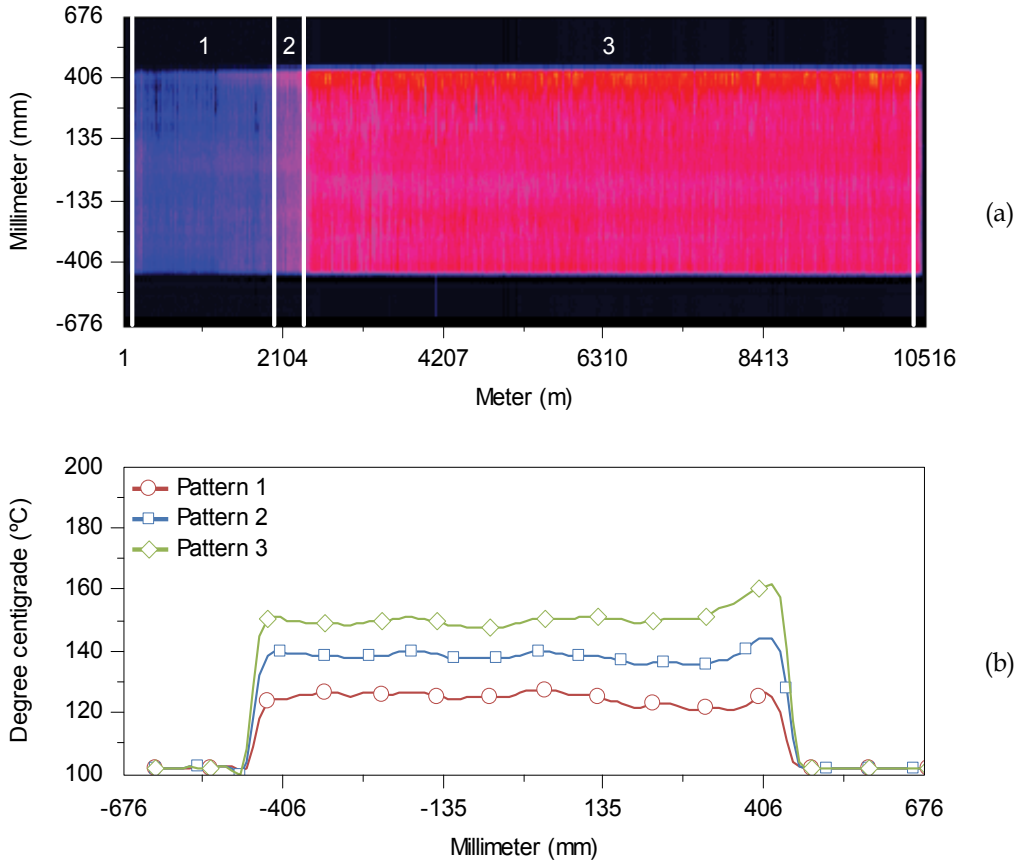 676
406
135
-135
-406
-676
Millimeter (mm)
1 2 3
(a)
1 2104 4207 6310 8413 10516
Meter (m)
200
180
160
140
120
100
Degree centigrade (ºC)
Pattern 1
Pattern 2
Pattern 3
(b)
-676 -406 -135 135 406 676
Millimeter (mm)